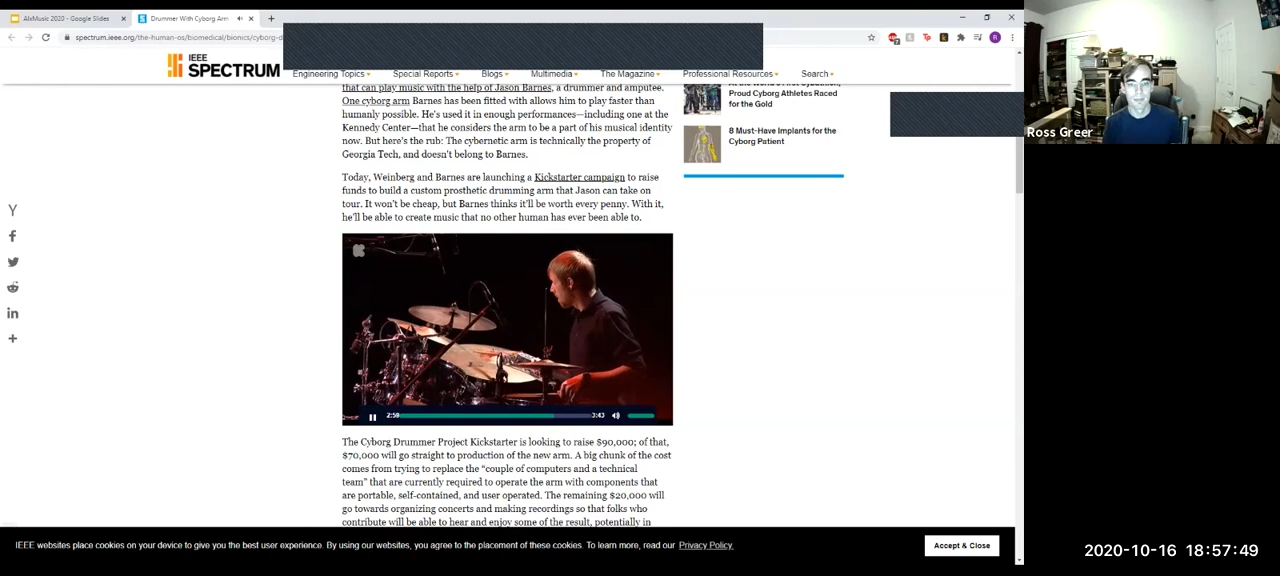 AIxMusic 2020 - Google Slides
Drummer With Cyborg Arm
spectrum.ieee.org/the-human-os/biomedical/bionics/cyborg-d
IEEE
SPECTRUM
Engineering Topics
Special Reports
Blogs
Multimedia
The Magazine
Professional Resources
Search
that can play music with the help of Jason Barnes, a drummer and amputee.
One cyborg arm Barnes has been fitted with allows him to play faster than
humanly possible. He's used it in enough performances—including one at the
Kennedy Center—that he considers the arm to be a part of his musical identity
now. But here's the rub: The cybernetic arm is technically the property of
Georgia Tech, and doesn't belong to Barnes.
Today, Weinberg and Barnes are launching a Kickstarter campaign to raise
funds to build a custom prosthetic drumming arm that Jason can take on
tour. It won't be cheap, but Barnes thinks it'll be worth every penny. With it,
he'll be able to create music that no other human has ever been able to.
2:59
3:43
The Cyborg Drummer Project Kickstarter is looking to raise $90,000; of that,
$70,000 will go straight to production of the new arm. A big chunk of the cost
comes from trying to replace the “couple of computers and a technical
team” that are currently required to operate the arm with components that
are portable, self-contained, and user operated. The remaining $20,000 will
go towards organizing concerts and making recordings so that folks who
contribute will be able to hear and enjoy some of the result, potentially in
Proud Cyborg Athletes Raced
for the Gold
8 Must-Have Implants for the
Cyborg Patient
IEEE websites place cookies on your device to give you the best user experience. By using our websites, you agree to the placement of these cookies. To learn more, read our Privacy Policy.
Accept & Close
Ross Greer
2020-10-16 18:57:49